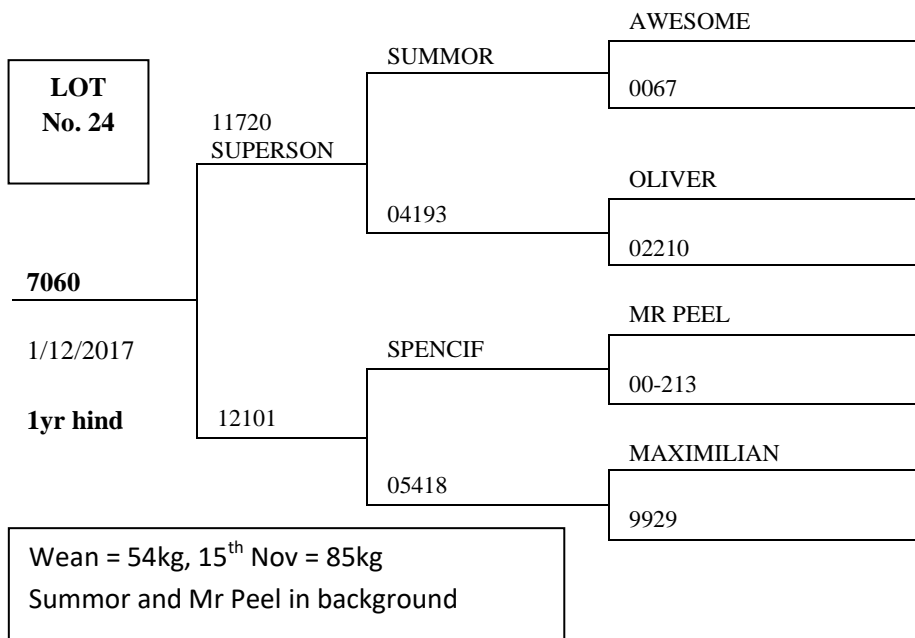 LOT
No. 24
7060
1/12/2017
1yr hind
11720
SUPERSON
12101
SUMMOR
04193
SPENCIF
05418
AWESOME
0067
OLIVER
02210
MR PEEL
00-213
MAXIMILIAN
9929
Wean = 54kg, 15th Nov = 85kg
Summor and Mr Peel in background